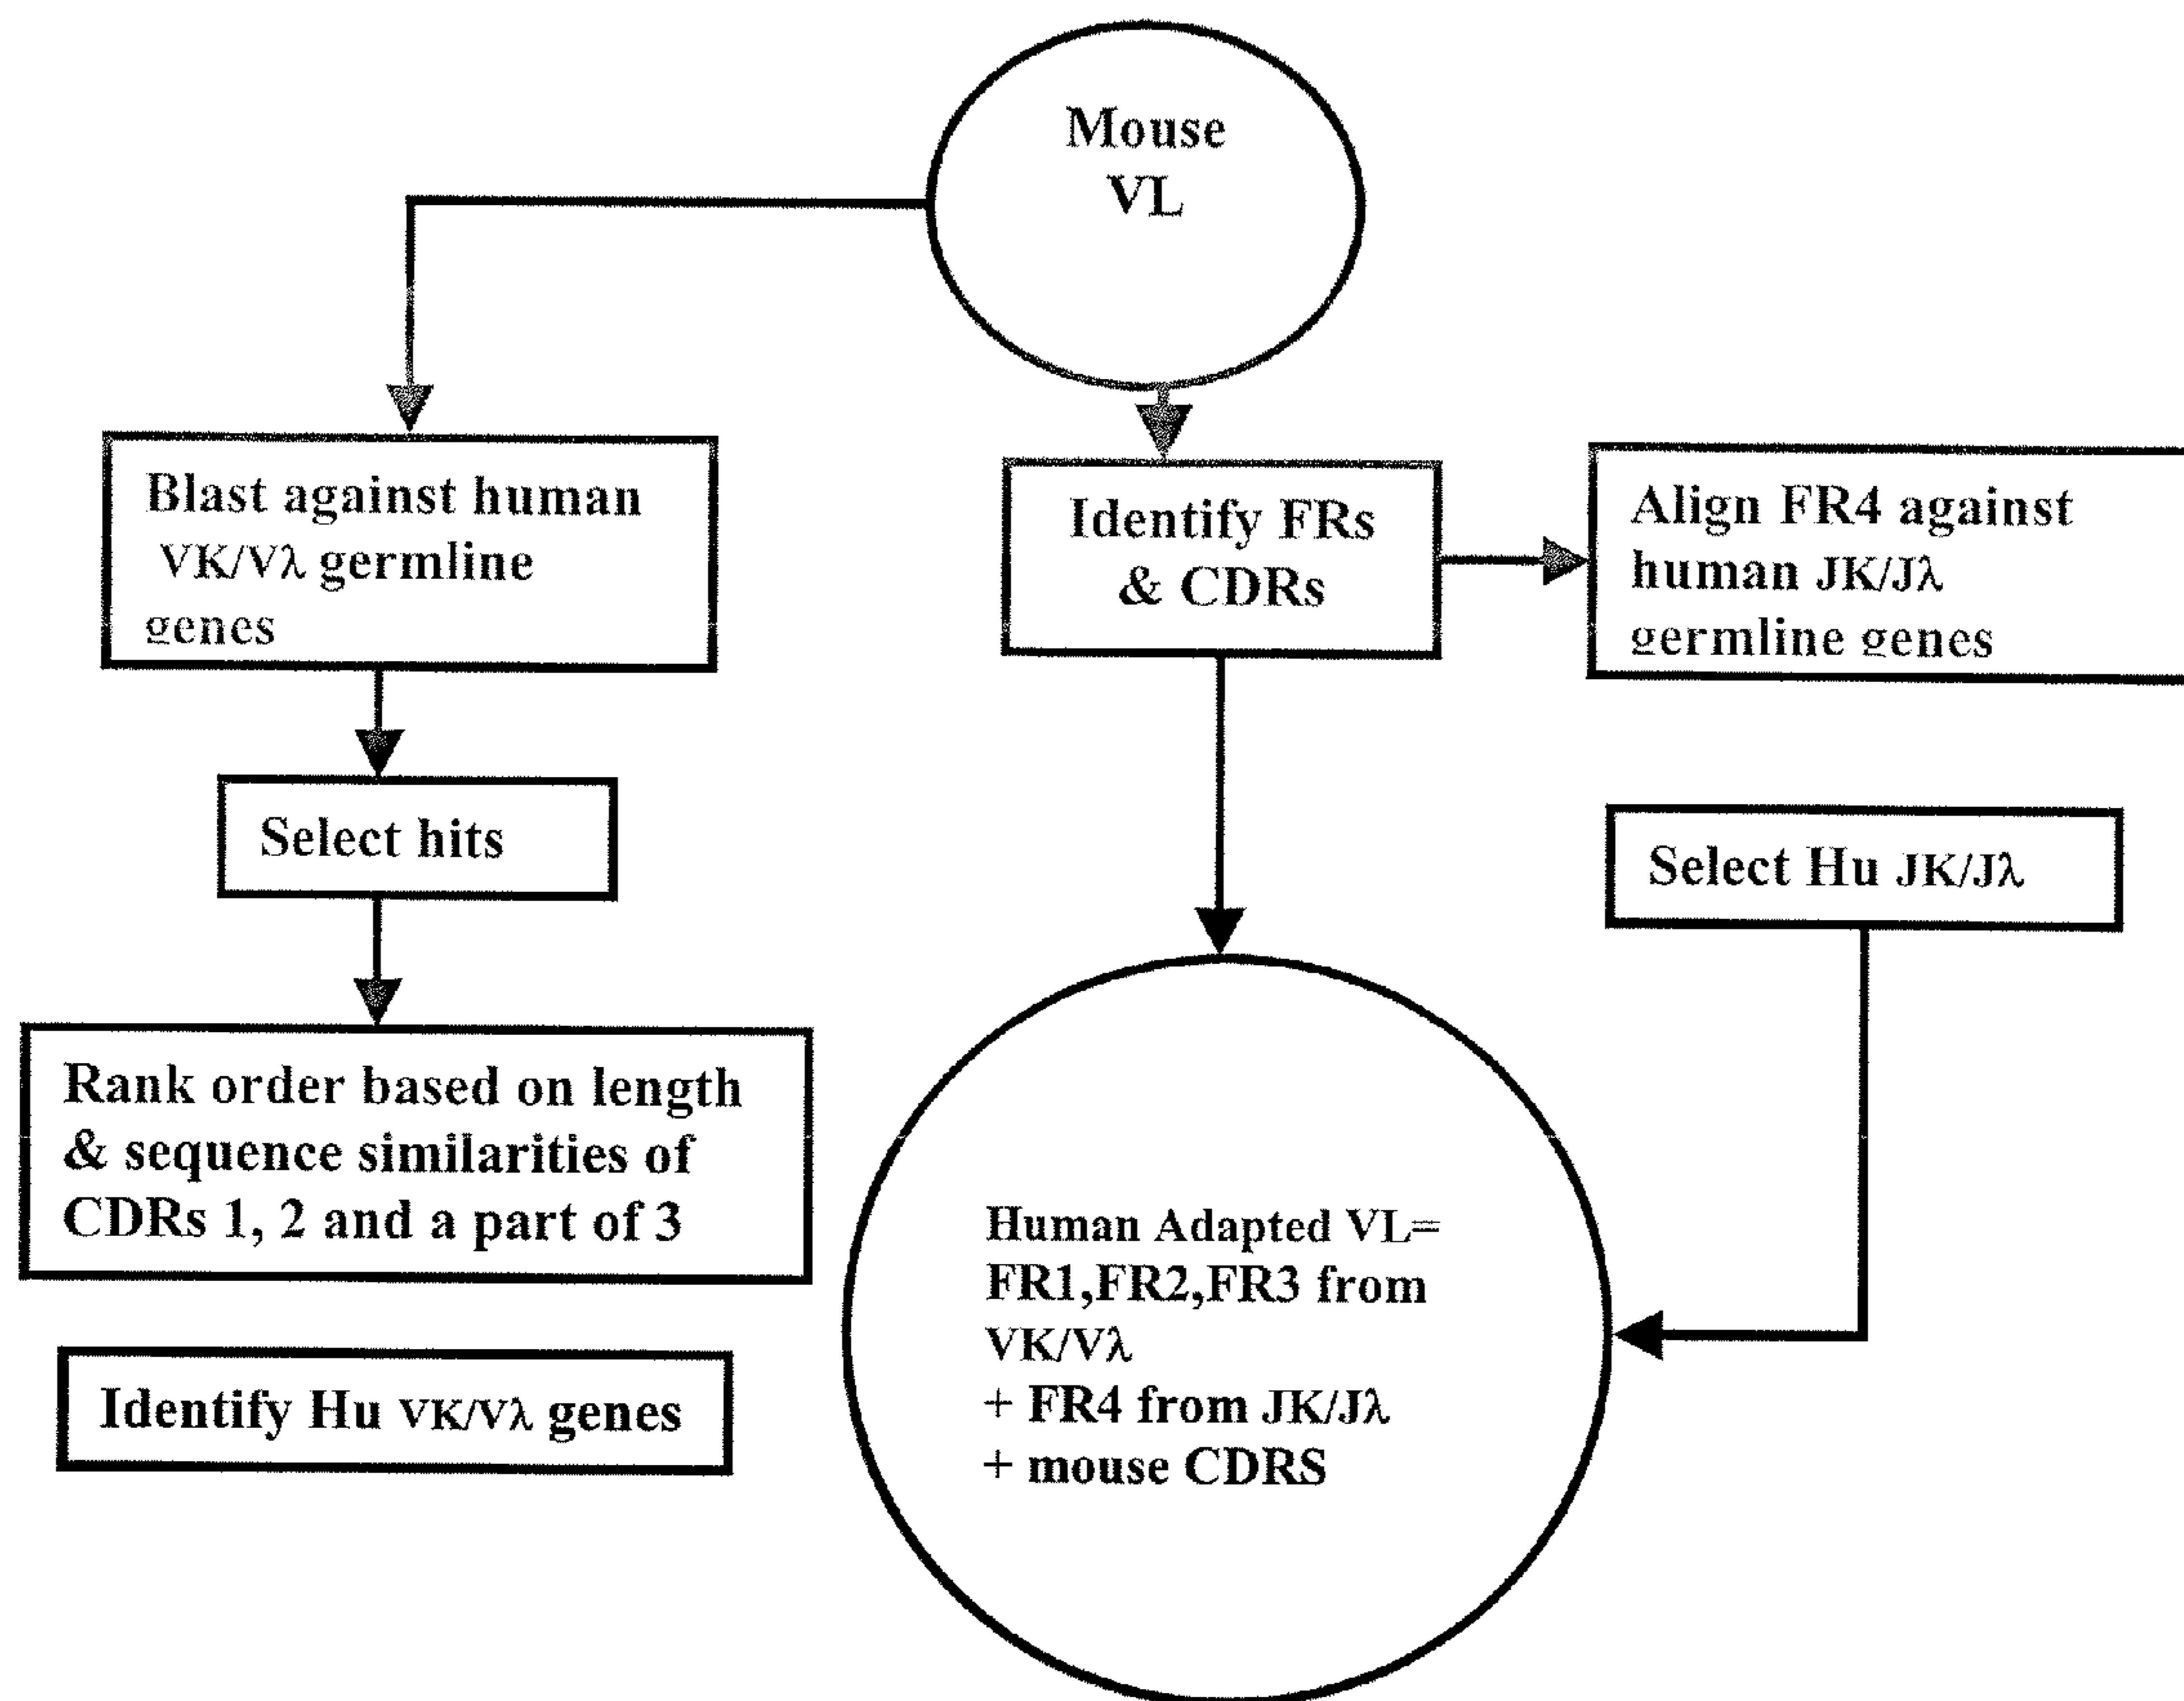 Mouse
VL
Blast against human
VK/Vλ germline
genes
Identify FRs
& CDRs
Align FR4 against
human JK/Jλ
germline genes
Select hits
Select Hu JK/Jλ
Rank order based on length
& sequence similarities of
CDRs 1, 2 and a part of 3
Identify Hu VK/Vλ genes
Human Adapted VL=
FR1,FR2,FR3 from
VK/Vλ
+ FR4 from JK/Jλ
+ mouse CDRS